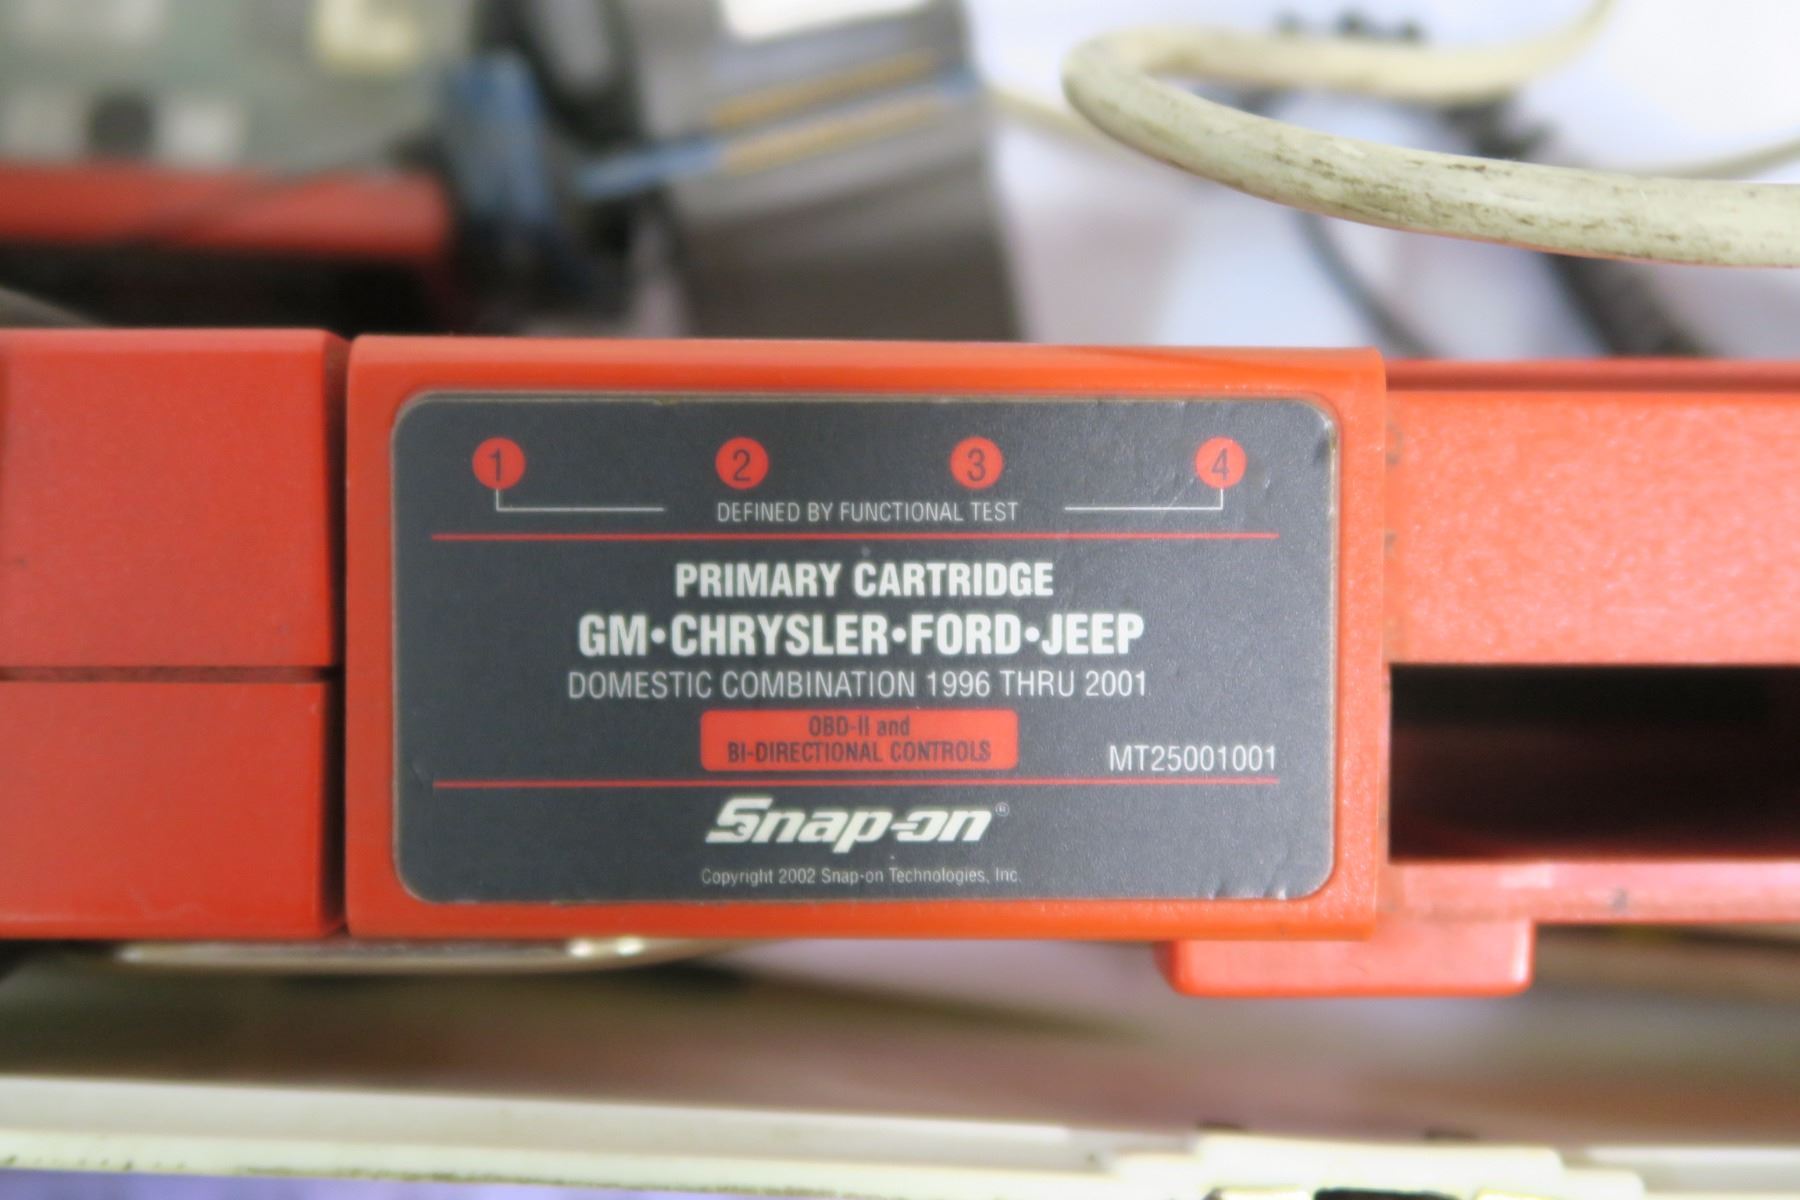 1 2 3 4
DEFINED BY FUNCTIONAL TEST
PRIMARY CARTRIDGE
GM•CHRYSLER•FORD•JEEP
DOMESTIC COMBINATION 1996 THRU 2001
OBD-II and
BI-DIRECTIONAL CONTROLS
MT25001001
Snap-on®
Copyright 2002 Snap-on Technologies, Inc.